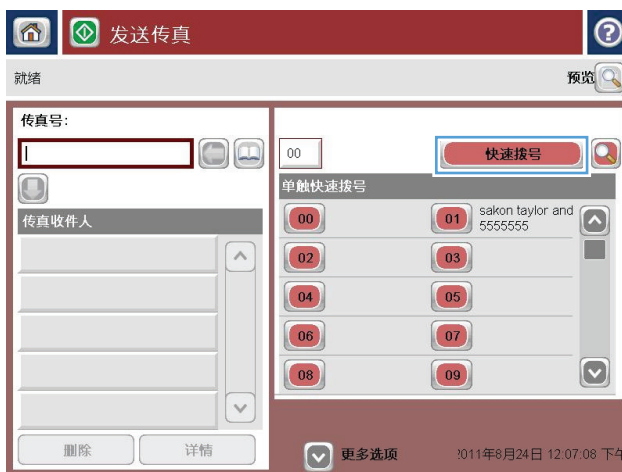 发送传真
?
就绪
预览
传真号:
00
快速拨号
单触快速拨号
传真收件人
00
01
sakon taylor and
5555555
02
03
04
05
06
07
08
09
删除
详情
更多选项
2011年8月24日 12:07:08 下午